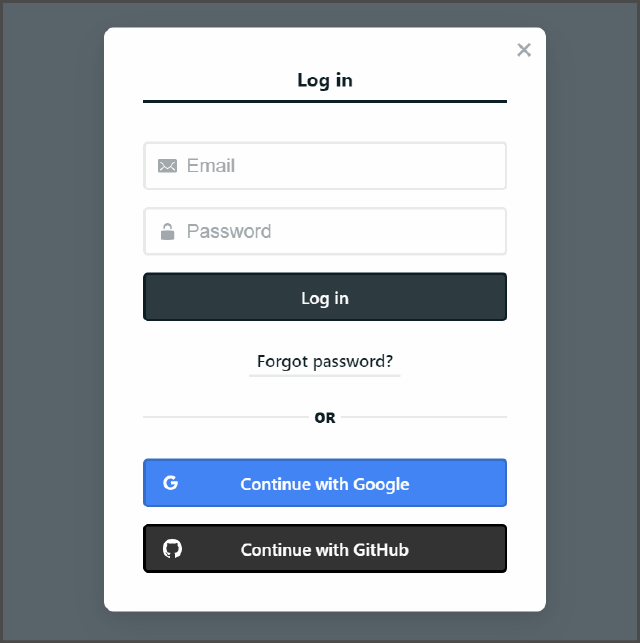 Log in
Email
Password
Log in
Forgot password?
OR
Continue with Google
Continue with GitHub